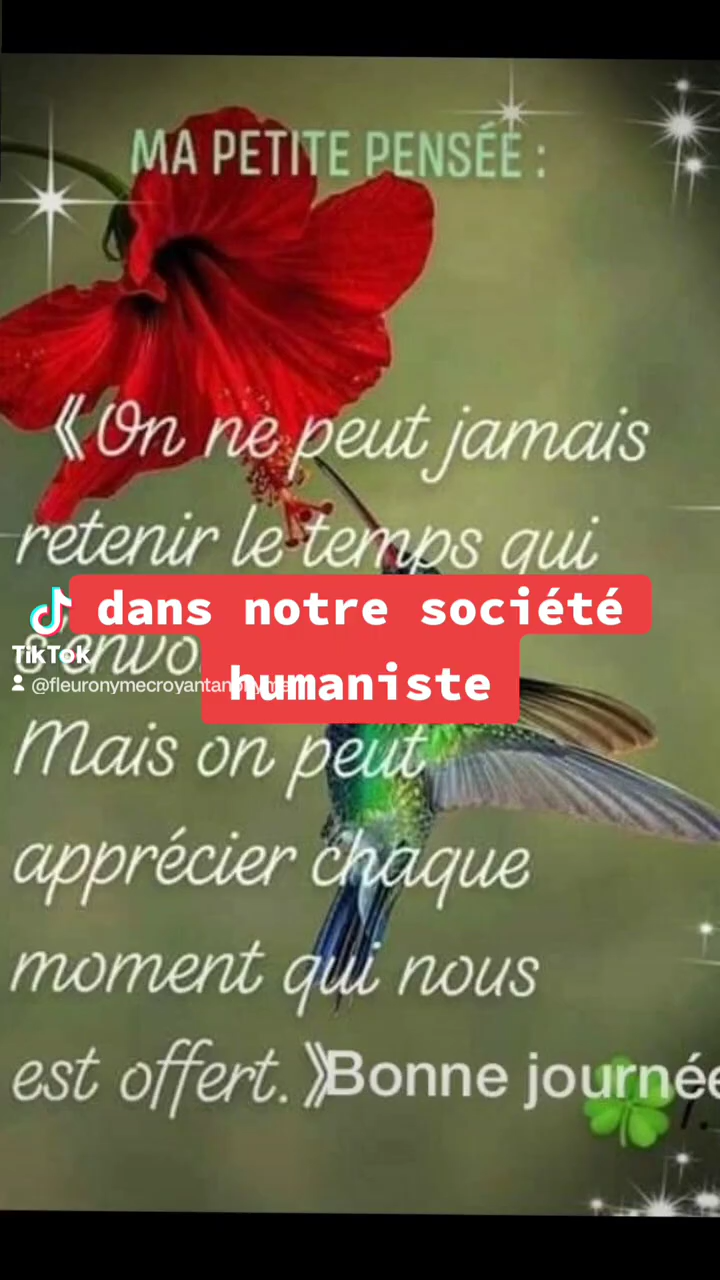 MA PETITE PENSÉE :
《On ne peut jamais
retenir le temps qui
dans notre société
TikTok
humaniste
Mais on peut
apprécier chaque
moment qui nous
est offert.》Bonne journée